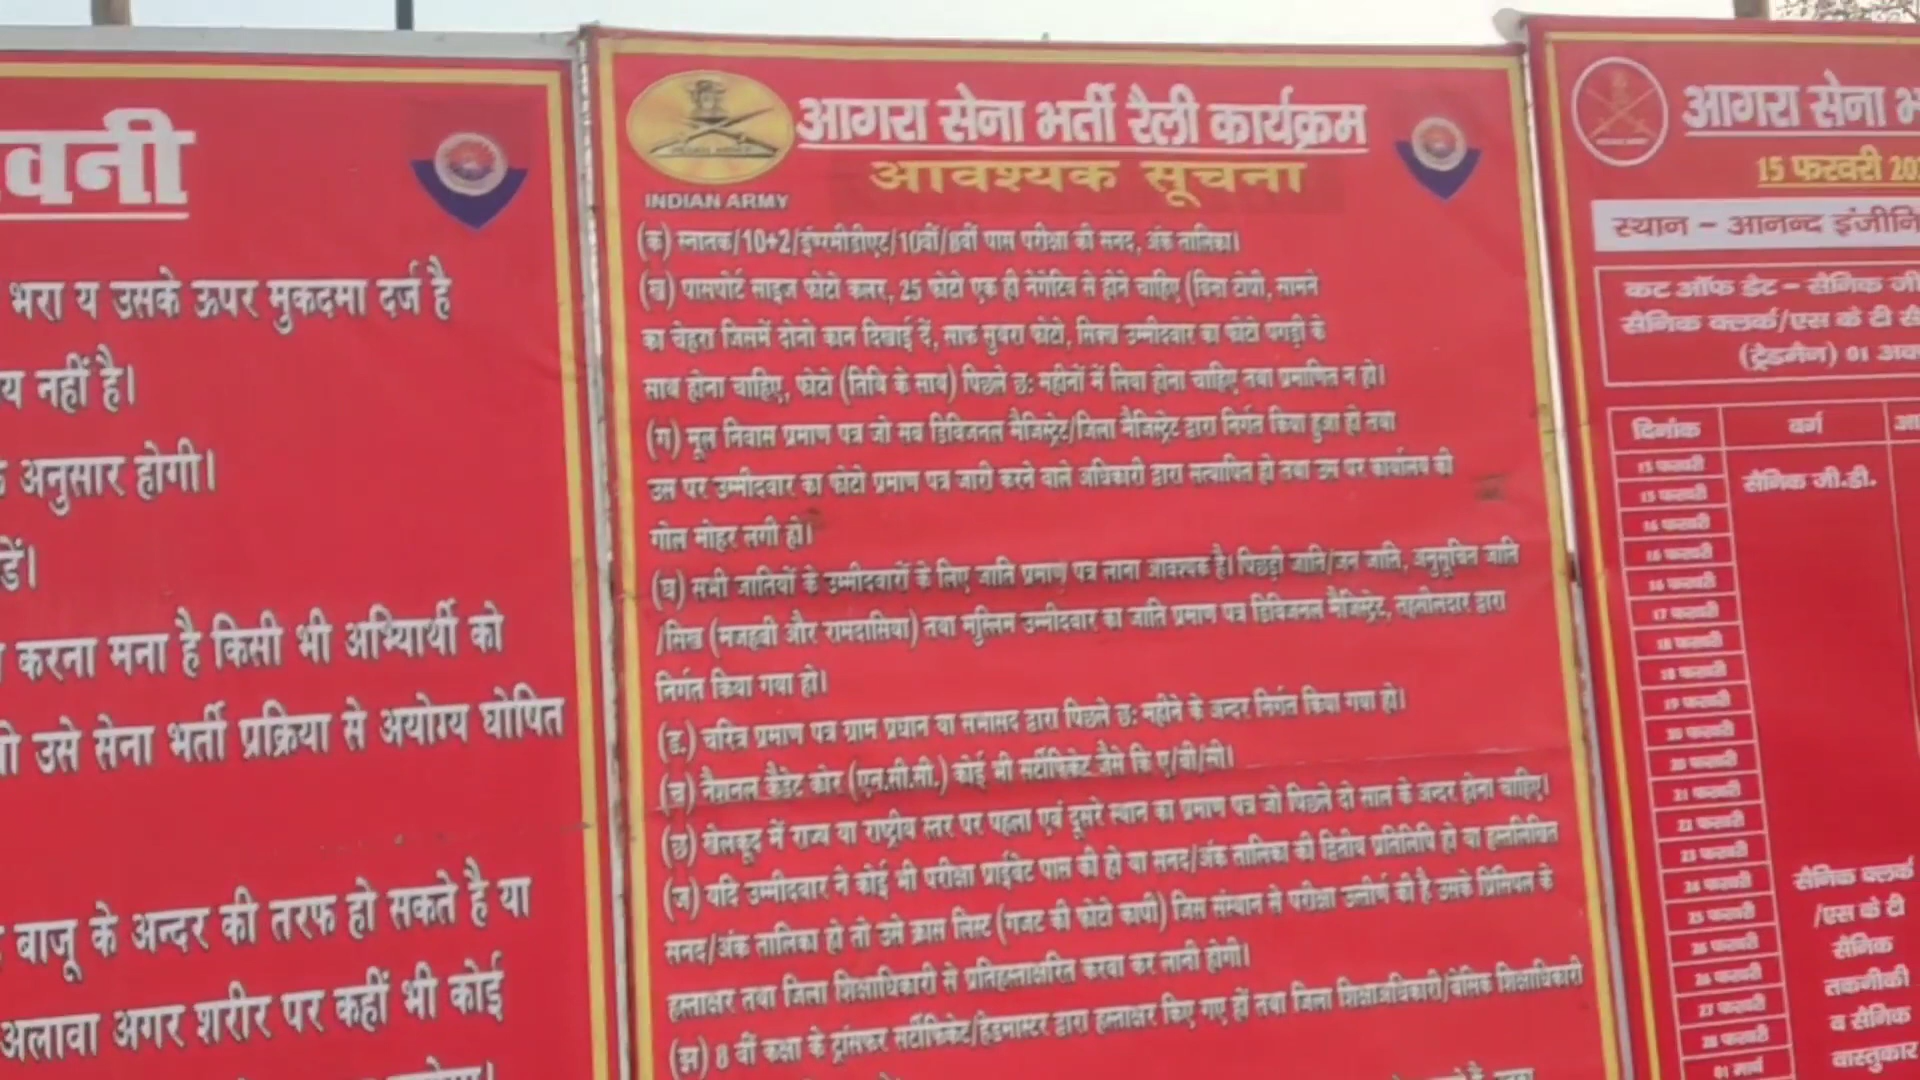 वनी
भरा य उसके ऊपर मुकदमा दर्ज है
य नहीं है।
अनुसार होगी।
डें।
करना मना है किसी भी अभ्यिार्थी को
उसे सेना भर्ती प्रक्रिया से अयोग्य घोषित
बाजू के अन्दर की तरफ हो सकते है या
अलावा अगर शरीर पर कहीं भी कोई
आगरा सेना भर्ती रैली कार्यक्रम
आवश्यक सूचना
INDIAN ARMY
(क) स्नातक/10+2/इण्टरमीडीएट/10वीं/8वीं पास परीक्षा की सनद, अंक तालिका।
(ख) पासपोर्ट साइज फोटो कलर, 25 फोटो एक ही नेगेटिव से होने चाहिए (बिना टोपी, सामने
का चेहरा जिसमें दोनो कान दिखाई दें, साफ सुथरा फोटो, सिक्ख उम्मीदवार का फोटो पगड़ी के
साथ होना चाहिए, फोटो (तिथि के साथ) पिछले छ: महीनों में लिया होना चाहिए तथा प्रमाणित न हो।
(ग) मूल निवास प्रमाण पत्र जो सब डिविजनल मैजिस्ट्रेट/जिला मैजिस्ट्रेट द्वारा निर्गत किया हुआ हो तथा
उस पर उम्मीदवार का फोटो प्रमाण पत्र जारी करने वाले अधिकारी द्वारा सत्यापित हो तथा उस पर कार्यालय की
गोल मोहर लगी हो।
(घ) सभी जातियों के उम्मीदवारों के लिए जाति प्रमाण पत्र लाना आवश्यक है। पिछड़ी जाति/जन जाति, अनुसूचित जाति
/सिख (मजहबी और रामदासिया) तथा मुस्लिम उम्मीदवार का जाति प्रमाण पत्र डिविजनल मैजिस्ट्रेट, तहसीलदार द्वारा
निर्गत किया गया हो।
(ड.) चरित्र प्रमाण पत्र ग्राम प्रधान या सभासद द्वारा पिछले छ: महीने के अन्दर निर्गत किया गया हो।
(च) नैशनल कैडेट कोर (एन.सी.सी.) कोई भी सर्टीफिकेट जैसे कि ए/बी/सी।
(छ) खेलकूद में राज्य या राष्ट्रीय स्तर पर पहला एवं दूसरे स्थान का प्रमाण पत्र जो पिछले दो साल के अन्दर होना चाहिए।
(ज) यदि उम्मीदवार ने कोई भी परीक्षा प्राईवेट पास की हो या सनद/अंक तालिका की द्वितीय प्रतिलिपि हो या हस्तलिखित
सनद/अंक तालिका हो तो उसे क्रास लिस्ट (गजट की फोटो कापी) जिस संस्थान से परीक्षा उत्तीर्ण की है उसके प्रिंसिपल के
हस्ताक्षर तथा जिला शिक्षाधिकारी से प्रतिहस्ताक्षरित करवा कर लानी होगी।
(झ) 8 वीं कक्षा के ट्रांसफर सर्टीफिकेट/हेडमास्टर द्वारा हस्ताक्षर किए गए हों तथा जिला शिक्षाअधिकारी/बेसिक शिक्षाधिकारी
आगरा सेना भ
15 फरवरी 20
स्थान - आनन्द इंजीनि
कट ऑफ डेट - सैनिक जी
सैनिक क्लर्क/एस के टी सै
(ट्रेडमैन) 01 अक
दिनांक वर्ग
15 फरवरी
15 फरवरी सैनिक जी.डी.
16 फरवरी
16 फरवरी
16 फरवरी
17 फरवरी
18 फरवरी
18 फरवरी
19 फरवरी
20 फरवरी
20 फरवरी
21 फरवरी
22 फरवरी
23 फरवरी
24 फरवरी सैनिक क्लर्क
25 फरवरी /एस के टी
26 फरवरी सैनिक
26 फरवरी तकनीकी
27 फरवरी व सैनिक
28 फरवरी वास्तुकार
01 मार्च